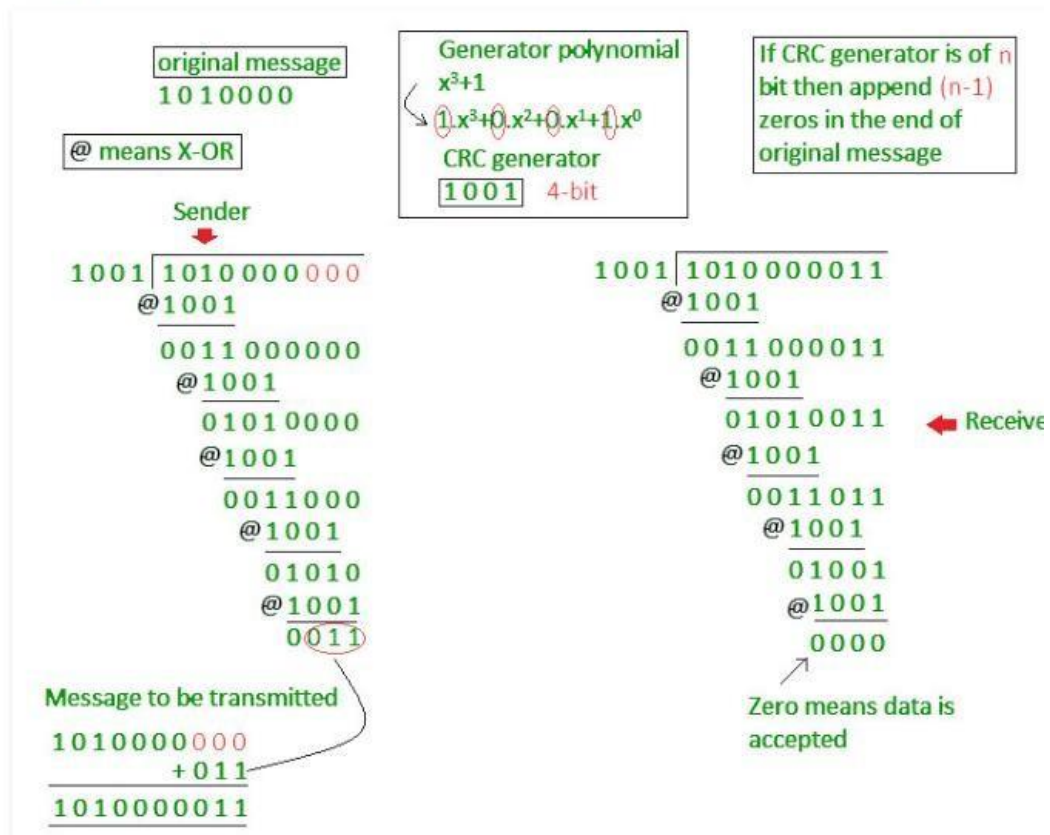 original message
1010000
@ means X-OR
Generator polynomial
x³+1
1.x³+0.x²+0.x¹+1.x⁰
CRC generator
1001 4-bit
If CRC generator is of n
bit then append (n-1)
zeros in the end of
original message
Sender
1001 1010000000
@1001
0011000000
@1001
01010000
@1001
0011000
@1001
01010
@1001
0011
Message to be transmitted
1010000000
+011
1010000011
1001 1010000011
@1001
0011000011
@1001
01010011
@1001
0011011
@1001
01001
@1001
0000
Receive
Zero means data is
accepted